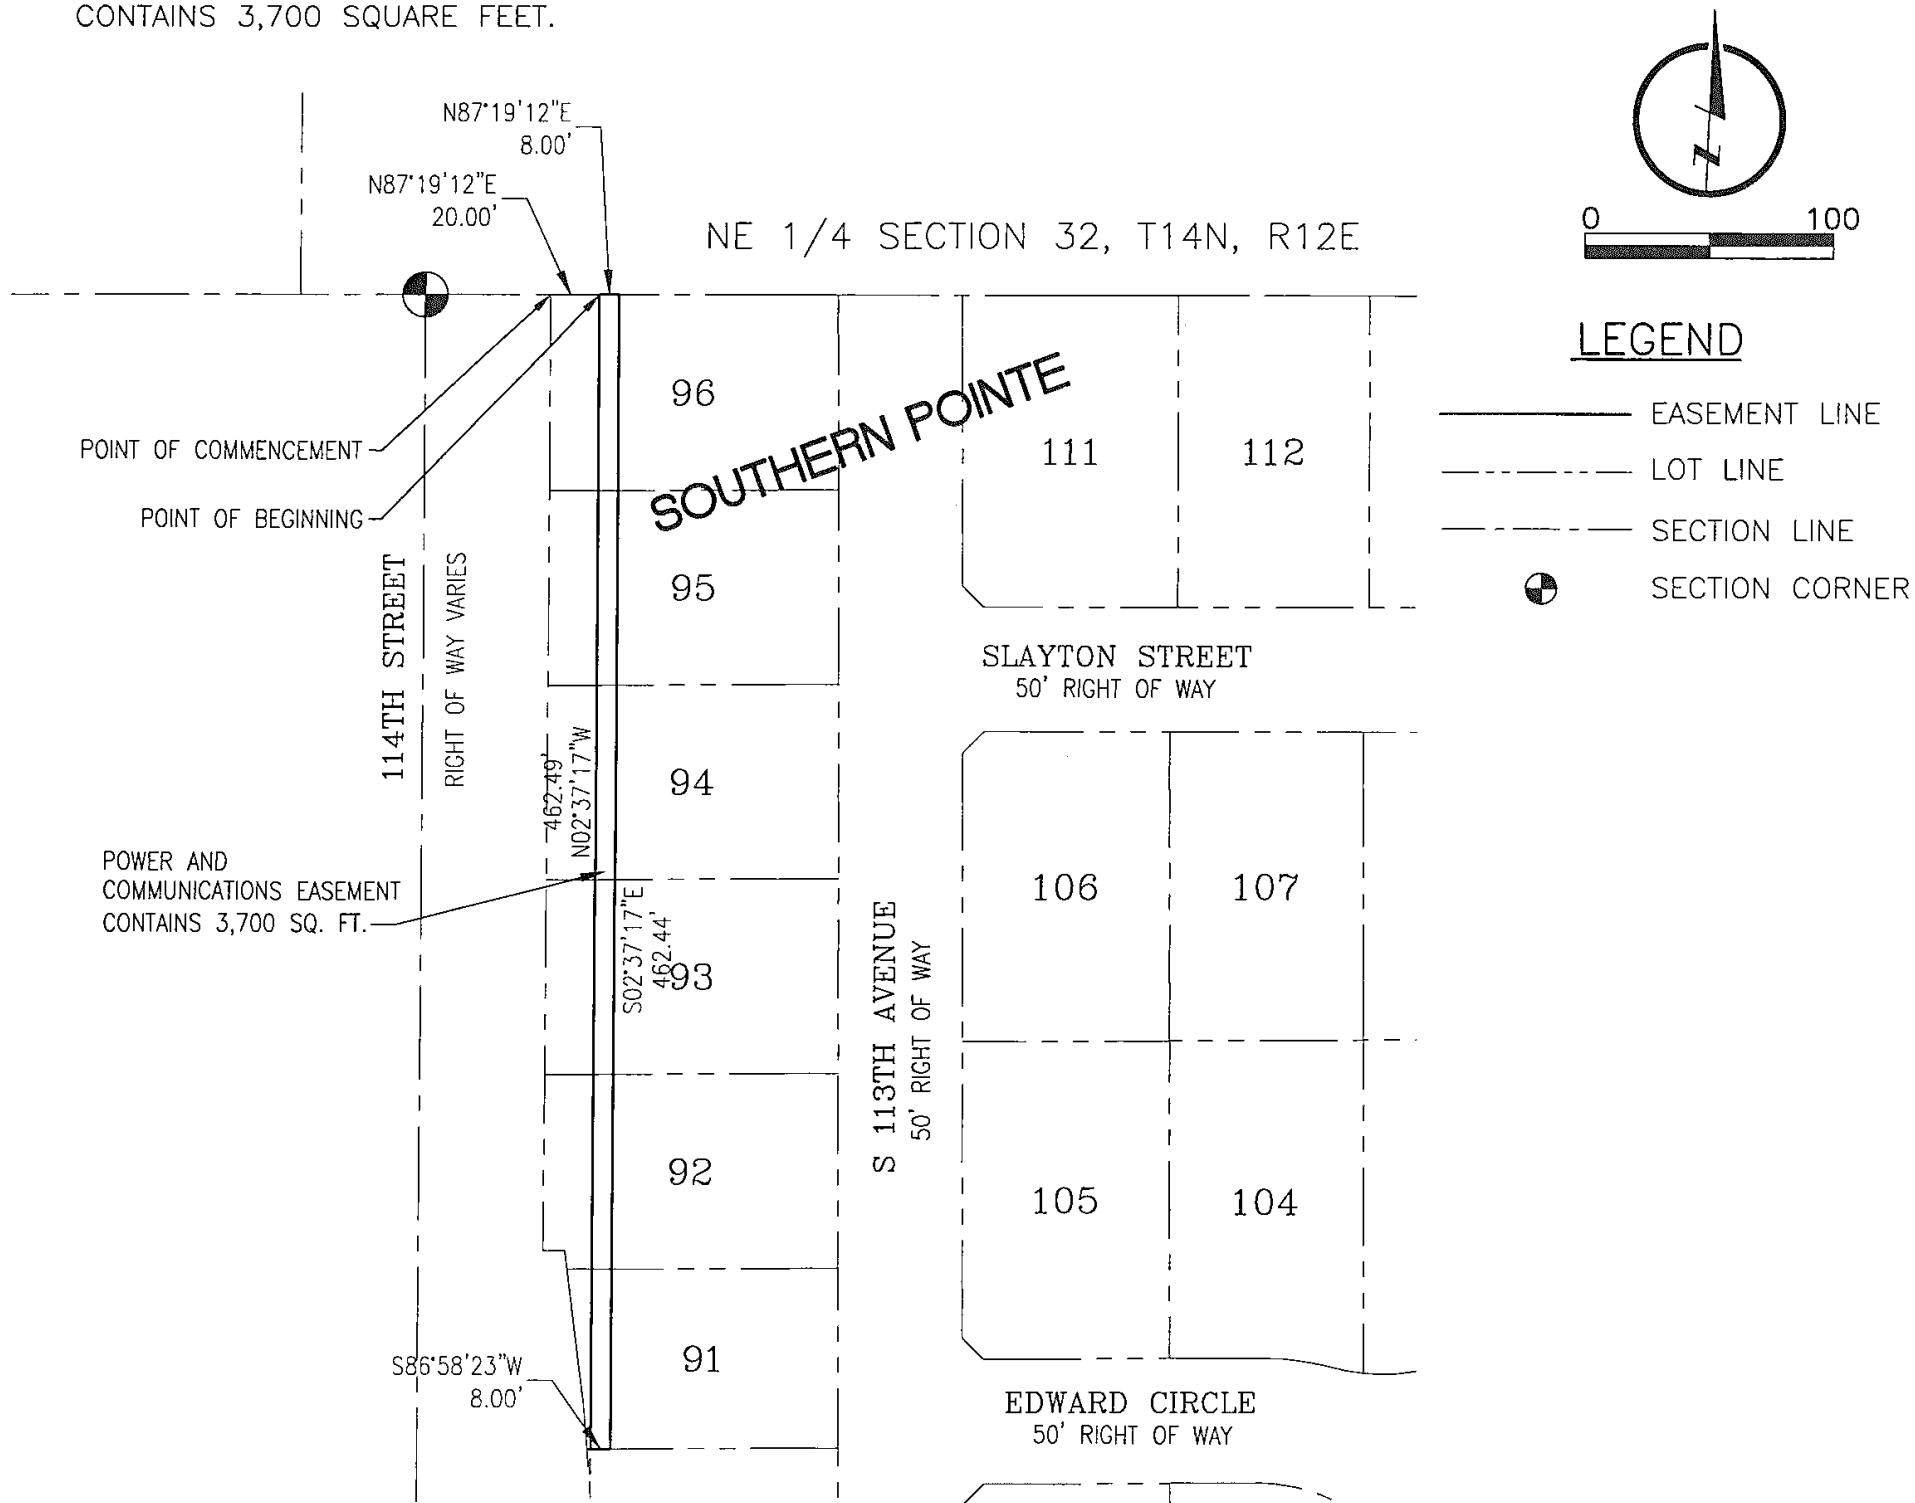 CONTAINS 3,700 SQUARE FEET.
N87°19'12"E
8.00'
N87°19'12"E
20.00'
NE 1/4 SECTION 32, T14N, R12E
N
0 100
LEGEND
EASEMENT LINE
LOT LINE
SECTION LINE
SECTION CORNER
POINT OF COMMENCEMENT
POINT OF BEGINNING
SOUTHERN POINTE
96
95
94
93
92
91
111
112
SLAYTON STREET
50' RIGHT OF WAY
114TH STREET
RIGHT OF WAY VARIES
462.49'
N02°37'17"W
S02°37'17"E
462.44'
POWER AND
COMMUNICATIONS EASEMENT
CONTAINS 3,700 SQ. FT.
S 113TH AVENUE
50' RIGHT OF WAY
106
107
105
104
S86°58'23"W
8.00'
EDWARD CIRCLE
50' RIGHT OF WAY